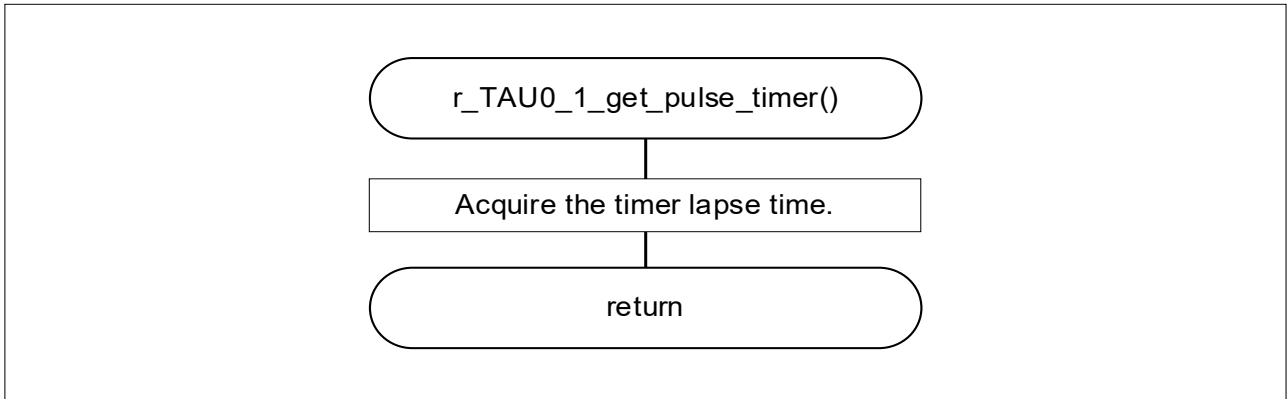 r_TAU0_1_get_pulse_timer()
Acquire the timer lapse time.
return